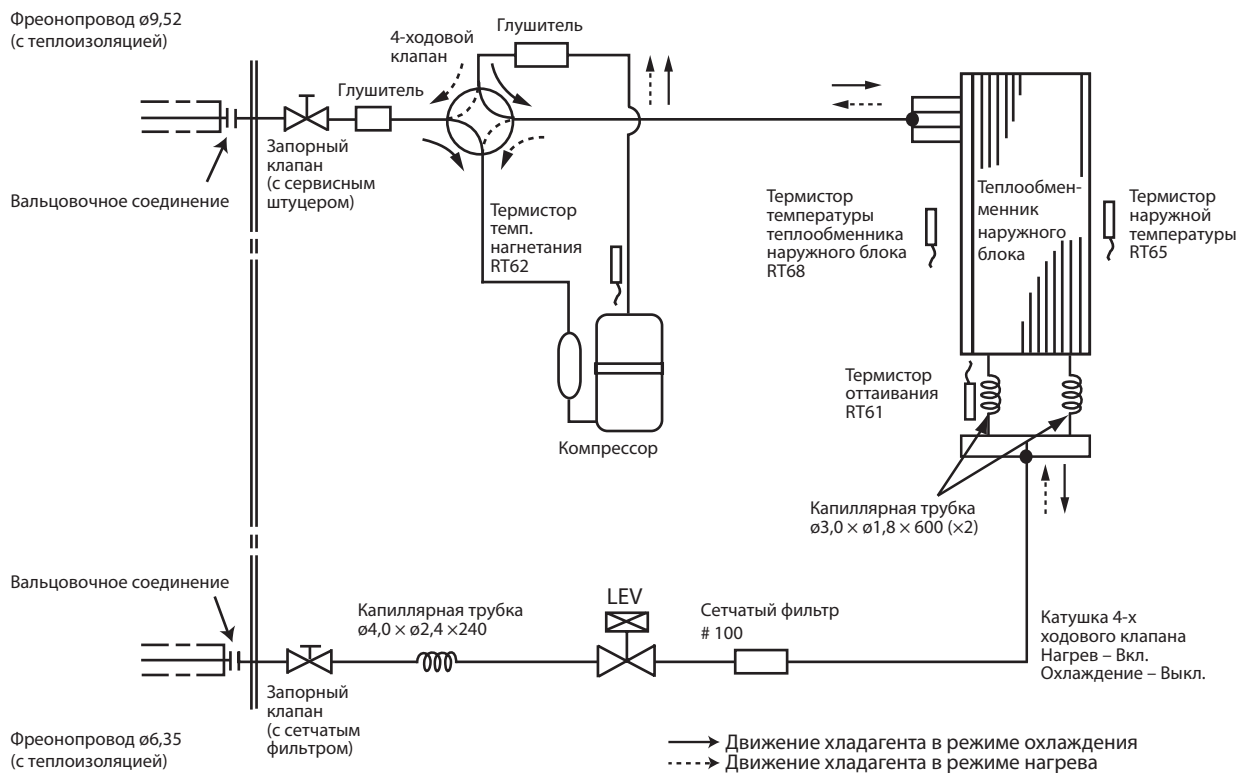 Фреонопровод ø9,52
(с теплоизоляцией)
4-ходовой
клапан
Глушитель
Глушитель
Запорный
клапан
(с сервисным
штуцером)
Вальцовочное соединение
Термистор
темп.
нагнетания
RT62
Компрессор
Термистор
температуры
теплообменника
наружного блока
RT68
Теплообмен-
менник
наружного
блока
Термистор
наружной
температуры
RT65
Термистор
оттаивания
RT61
Капиллярная трубка
ø3,0 × ø1,8 × 600 (×2)
Вальцовочное соединение
Капиллярная трубка
ø4,0 × ø2,4 ×240
LEV
Сетчатый фильтр
# 100
Катушка 4-х
ходового клапана
Нагрев – Вкл.
Охлаждение – Выкл.
Запорный
клапан
(с сетчатым
фильтром)
Фреонопровод ø6,35
(с теплоизоляцией)
Движение хладагента в режиме охлаждения
Движение хладагента в режиме нагрева